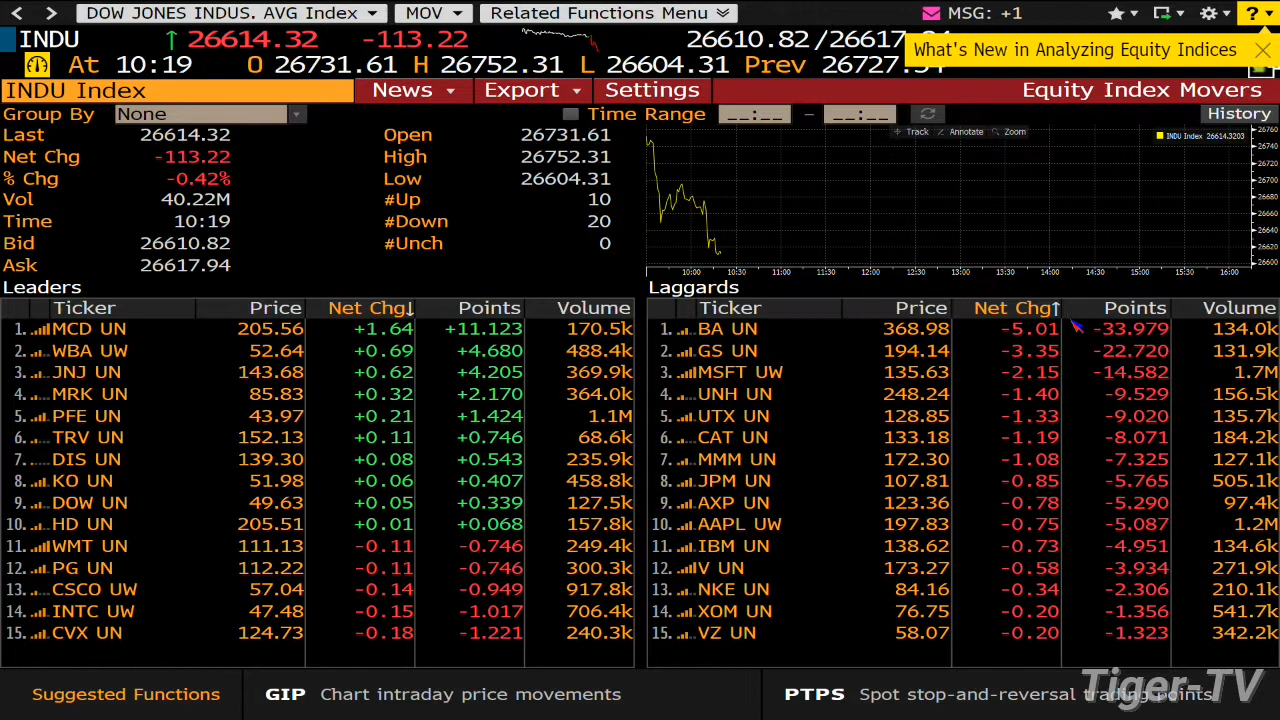 DOW JONES INDUS. AVG Index MOV Related Functions Menu MSG: +1 ?
INDU 26614.32 -113.22 26610.82/26617.94
What's New in Analyzing Equity Indices
At 10:19 O 26731.61 H 26752.31 L 26604.31 Prev 26727.54
INDU Index News Export Settings Equity Index Movers
Group By None Time Range __:__ – __:__ History
Last 26614.32 Open 26731.61
Net Chg -113.22 High 26752.31
% Chg -0.42% Low 26604.31
Vol 40.22M #Up 10
Time 10:19 #Down 20
Bid 26610.82 #Unch 0
Ask 26617.94
Track Annotate Zoom
INDU Index 26614.3203
26760
26740
26720
26700
26680
26660
26640
26620
26600
10:00 10:30 11:00 11:30 12:00 12:30 13:00 13:30 14:00 14:30 15:00 15:30 16:00
Leaders
Ticker Price Net Chg↓ Points Volume
1. MCD UN 205.56 +1.64 +11.123 170.5k
2. WBA UW 52.64 +0.69 +4.680 488.4k
3. JNJ UN 143.68 +0.62 +4.205 369.9k
4. MRK UN 85.83 +0.32 +2.170 364.0k
5. PFE UN 43.97 +0.21 +1.424 1.1M
6. TRV UN 152.13 +0.11 +0.746 68.6k
7. DIS UN 139.30 +0.08 +0.543 235.9k
8. KO UN 51.98 +0.06 +0.407 458.8k
9. DOW UN 49.63 +0.05 +0.339 127.5k
10. HD UN 205.51 +0.01 +0.068 157.8k
11. WMT UN 111.13 -0.11 -0.746 249.4k
12. PG UN 112.22 -0.11 -0.746 300.3k
13. CSCO UW 57.04 -0.14 -0.949 917.8k
14. INTC UW 47.48 -0.15 -1.017 706.4k
15. CVX UN 124.73 -0.18 -1.221 240.3k
Laggards
Ticker Price Net Chg↑ Points Volume
1. BA UN 368.98 -5.01 -33.979 134.0k
2. GS UN 194.14 -3.35 -22.720 131.9k
3. MSFT UW 135.63 -2.15 -14.582 1.7M
4. UNH UN 248.24 -1.40 -9.529 156.5k
5. UTX UN 128.85 -1.33 -9.020 135.7k
6. CAT UN 133.18 -1.19 -8.071 184.2k
7. MMM UN 172.30 -1.08 -7.325 127.1k
8. JPM UN 107.81 -0.85 -5.765 505.1k
9. AXP UN 123.36 -0.78 -5.290 97.4k
10. AAPL UW 197.83 -0.75 -5.087 1.2M
11. IBM UN 138.62 -0.73 -4.951 134.6k
12. V UN 173.27 -0.58 -3.934 271.9k
13. NKE UN 84.16 -0.34 -2.306 210.1k
14. XOM UN 76.75 -0.20 -1.356 541.7k
15. VZ UN 58.07 -0.20 -1.323 342.2k
Suggested Functions GIP Chart intraday price movements PTPS Spot stop-and-reversal trading points
Tiger-TV